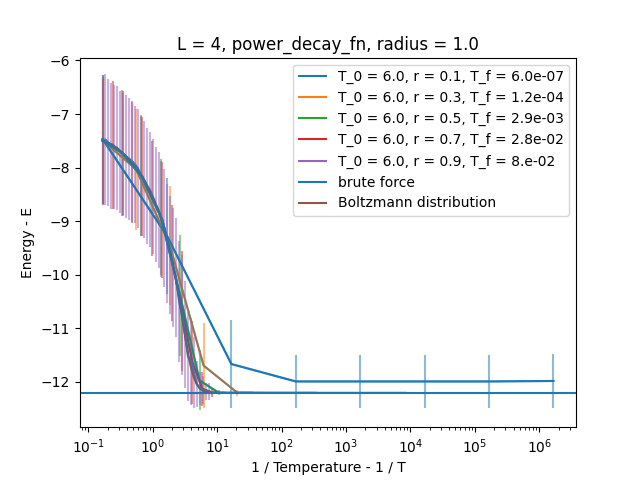 L = 4, power_decay_fn, radius = 1.0
T_0 = 6.0, r = 0.1, T_f = 6.0e-07
T_0 = 6.0, r = 0.3, T_f = 1.2e-04
T_0 = 6.0, r = 0.5, T_f = 2.9e-03
T_0 = 6.0, r = 0.7, T_f = 2.8e-02
T_0 = 6.0, r = 0.9, T_f = 8.e-02
brute force
Boltzmann distribution
Energy - E
−6
−7
−8
−9
−10
−11
−12
10⁻¹ 10⁰ 10¹ 10² 10³ 10⁴ 10⁵ 10⁶
1 / Temperature - 1 / T